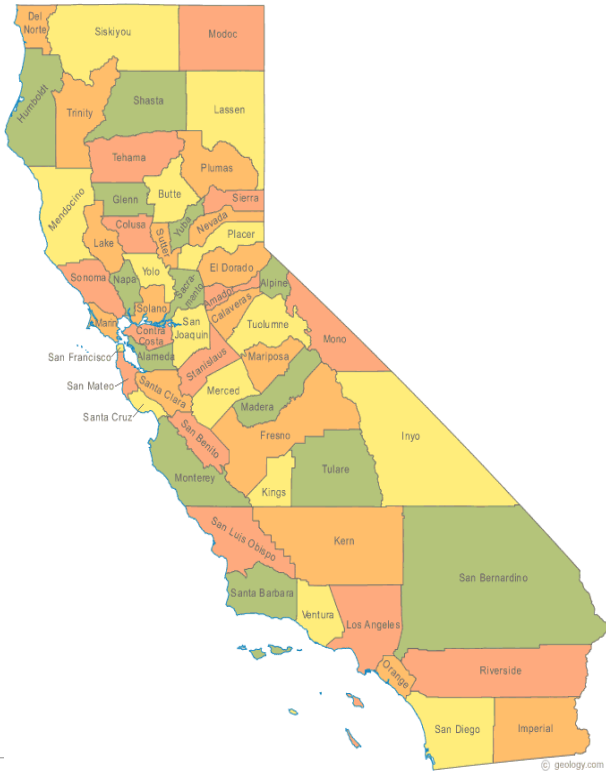 Del
Norte
Siskiyou
Modoc
Humboldt
Trinity
Shasta
Lassen
Tehama
Plumas
Mendocino
Glenn
Butte
Sierra
Colusa
Sutter
Yuba
Nevada
Placer
Lake
Sonoma
Napa
Yolo
Sacra-
mento
El Dorado
Alpine
Amador
Solano
Marin
Calaveras
Contra
Costa
San
Joaquin
Tuolumne
Mono
San Francisco
Alameda
Stanislaus
Mariposa
San Mateo
Santa Clara
Merced
Santa Cruz
Madera
San Benito
Fresno
Inyo
Monterey
Kings
Tulare
San Luis Obispo
Kern
San Bernardino
Santa Barbara
Ventura
Los Angeles
Orange
Riverside
San Diego
Imperial
© geology.com